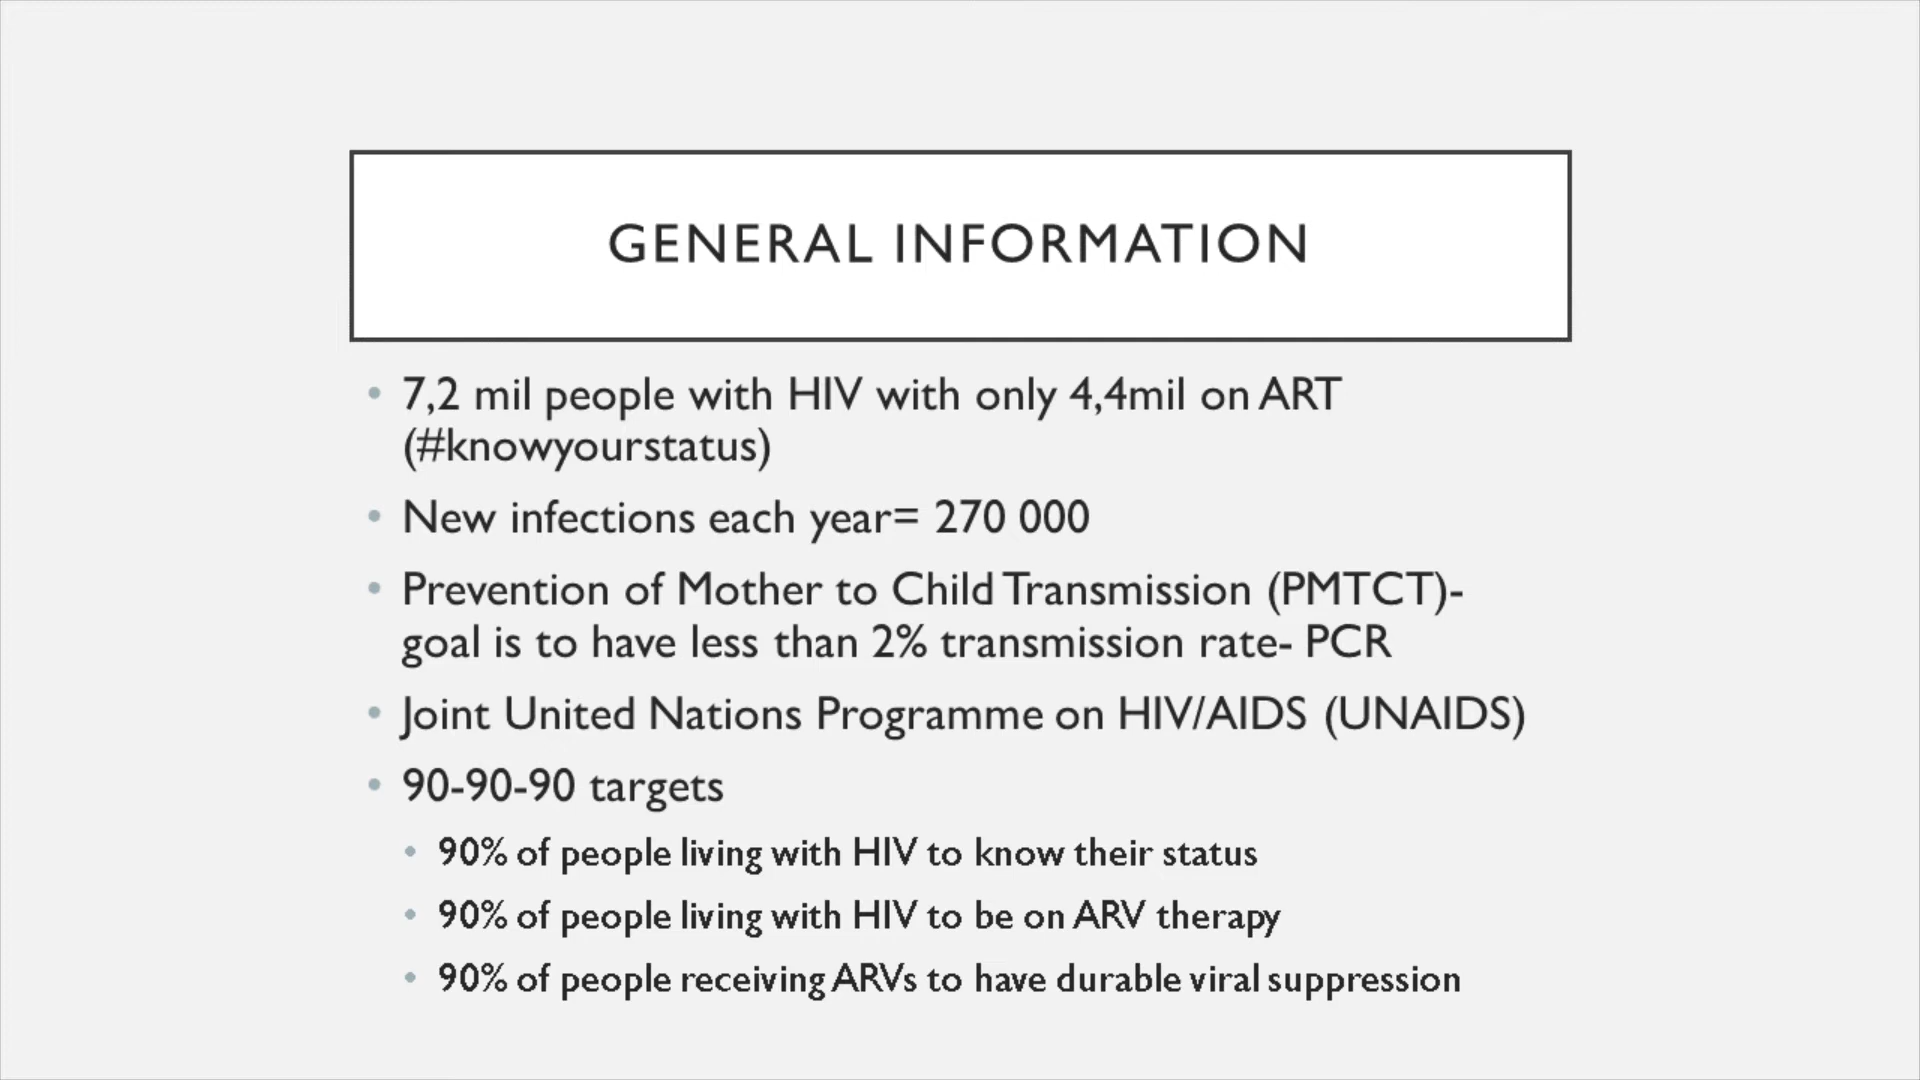 GENERAL INFORMATION
• 7,2 mil people with HIV with only 4,4mil on ART
(#knowyourstatus)
• New infections each year= 270 000
• Prevention of Mother to Child Transmission (PMTCT)-
goal is to have less than 2% transmission rate- PCR
• Joint United Nations Programme on HIV/AIDS (UNAIDS)
• 90-90-90 targets
• 90% of people living with HIV to know their status
• 90% of people living with HIV to be on ARV therapy
• 90% of people receiving ARVs to have durable viral suppression